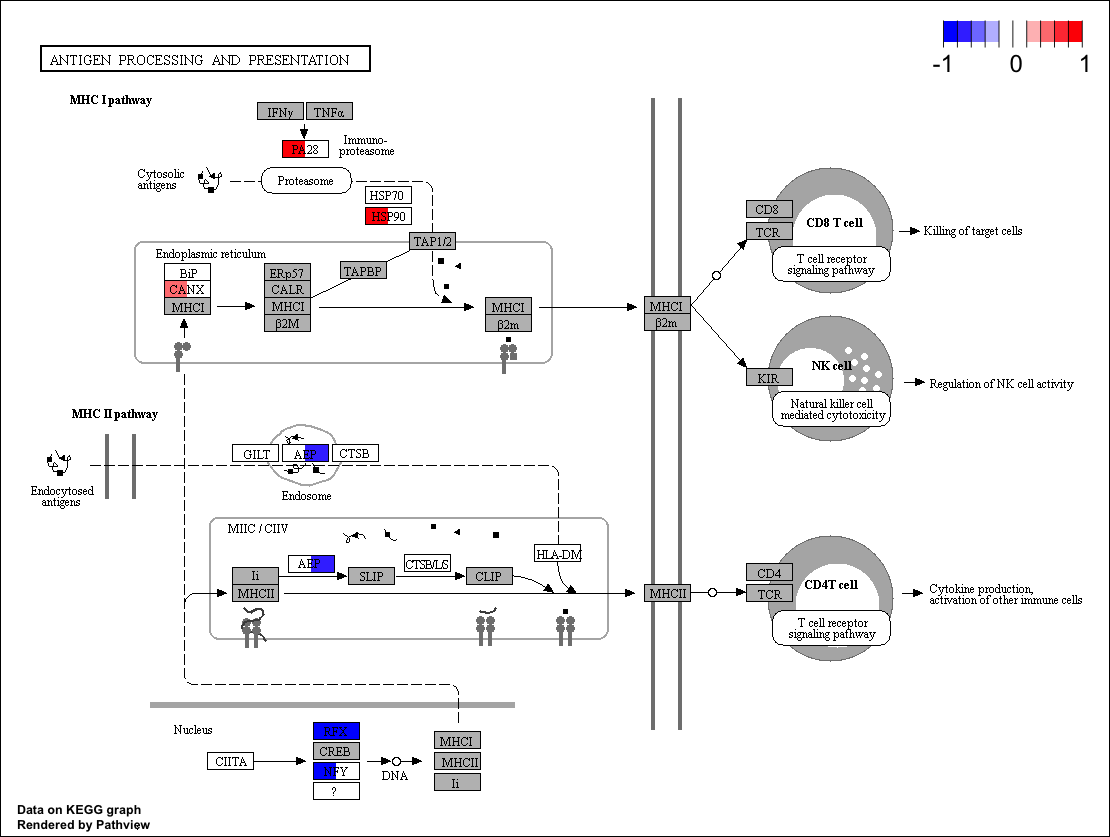 -1 0 1
ANTIGEN PROCESSING AND PRESENTATION
MHC I pathway
IFNγ TNFα
PA28
Immuno-
proteasome
Cytosolic
antigens
Proteasome
HSP70
HSP90
TAP1/2
Endoplasmic reticulum
BiP
CANX
MHCI
ERp57
CALR
MHCI
β2M
TAPBP
MHCI
β2m
MHCI
β2m
CD8
TCR
CD8 T cell
T cell receptor
signaling pathway
Killing of target cells
KIR
NK cell
Natural killer cell
mediated cytotoxicity
Regulation of NK cell activity
MHC II pathway
Endocytosed
antigens
GILT
AEP
CTSB
Endosome
MIIC / CIIV
Ii
MHCII
AEP
SLIP
CTSB/L/S
CLIP
HLA-DM
MHCII
CD4
TCR
CD4T cell
T cell receptor
signaling pathway
Cytokine production,
activation of other immune cells
Nucleus
CIITA
RFX
CREB
NFY
?
DNA
MHCI
MHCII
Ii
Data on KEGG graph
Rendered by Pathview